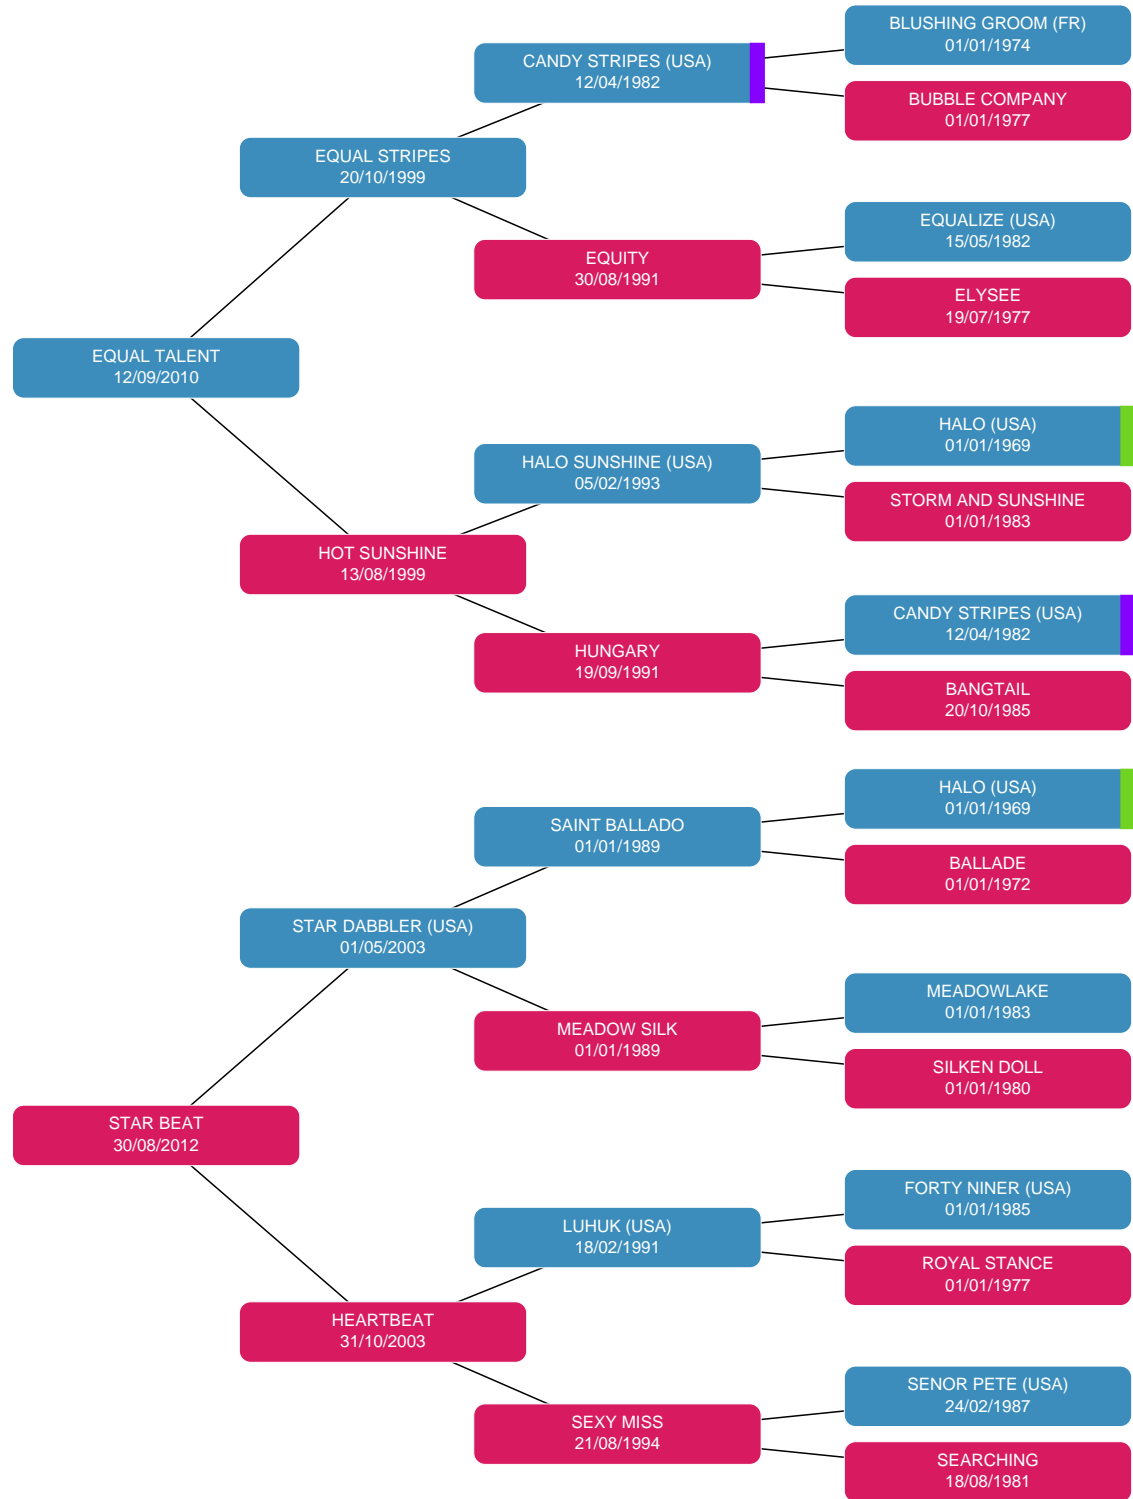 BLUSHING GROOM (FR)
01/01/1974
CANDY STRIPES (USA)
12/04/1982
BUBBLE COMPANY
01/01/1977
EQUAL STRIPES
20/10/1999
EQUALIZE (USA)
15/05/1982
EQUITY
30/08/1991
ELYSEE
19/07/1977
EQUAL TALENT
12/09/2010
HALO (USA)
01/01/1969
HALO SUNSHINE (USA)
05/02/1993
STORM AND SUNSHINE
01/01/1983
HOT SUNSHINE
13/08/1999
CANDY STRIPES (USA)
12/04/1982
HUNGARY
19/09/1991
BANGTAIL
20/10/1985
HALO (USA)
01/01/1969
SAINT BALLADO
01/01/1989
BALLADE
01/01/1972
STAR DABBLER (USA)
01/05/2003
MEADOWLAKE
01/01/1983
MEADOW SILK
01/01/1989
SILKEN DOLL
01/01/1980
STAR BEAT
30/08/2012
FORTY NINER (USA)
01/01/1985
LUHUK (USA)
18/02/1991
ROYAL STANCE
01/01/1977
HEARTBEAT
31/10/2003
SENOR PETE (USA)
24/02/1987
SEXY MISS
21/08/1994
SEARCHING
18/08/1981